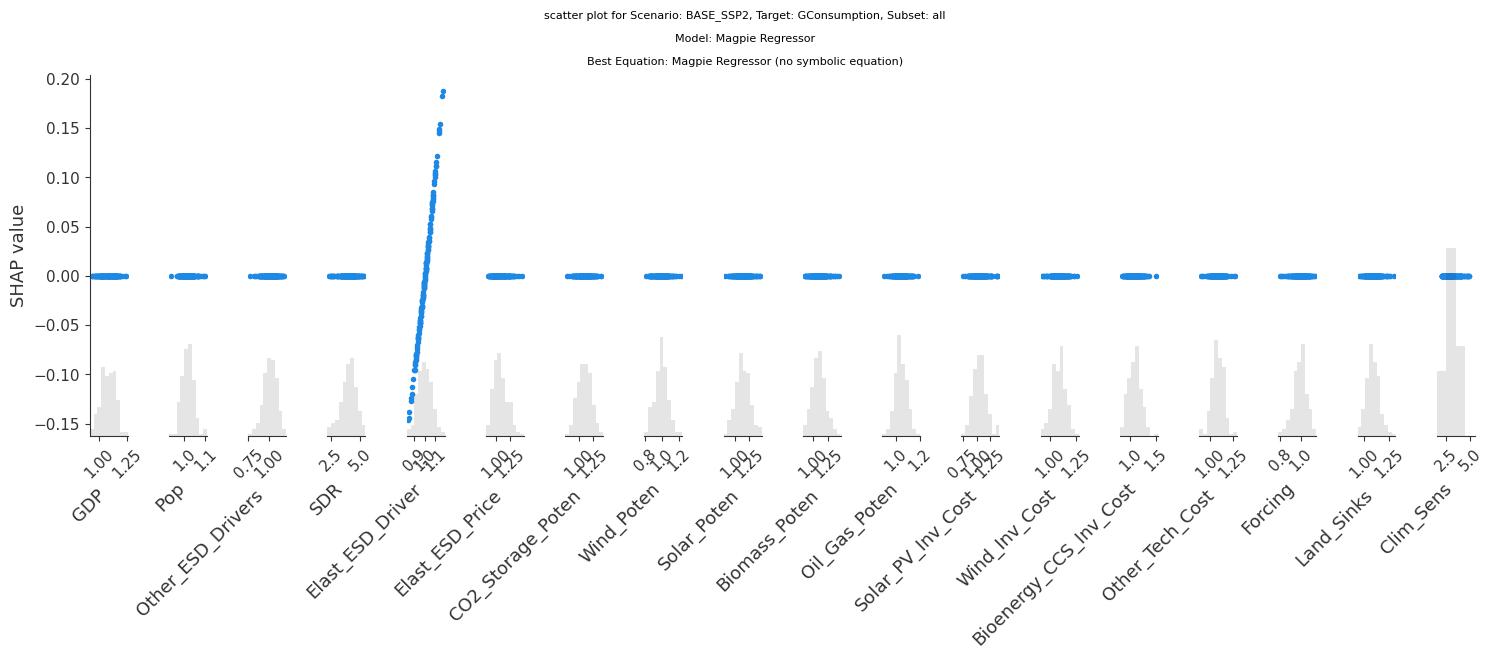 scatter plot for Scenario: BASE_SSP2, Target: GConsumption, Subset: all
Model: Magpie Regressor
Best Equation: Magpie Regressor (no symbolic equation)
SHAP value
0.20
0.15
0.10
0.05
0.00
−0.05
−0.10
−0.15
1.00 1.25
GDP
1.0 1.1
Pop
0.75 1.00
Other_ESD_Drivers
2.5 5.0
SDR
0.9 1.0 1.1
Elast_ESD_Driver
1.00 1.25
Elast_ESD_Price
1.00 1.25
CO2_Storage_Poten
0.8 1.0 1.2
Wind_Poten
1.00 1.25
Solar_Poten
1.00 1.25
Biomass_Poten
1.0 1.2
Oil_Gas_Poten
0.75 1.00 1.25
Solar_PV_Inv_Cost
1.00 1.25
Wind_Inv_Cost
1.0 1.5
Bioenergy_CCS_Inv_Cost
1.00 1.25
Other_Tech_Cost
0.8 1.0
Forcing
1.00 1.25
Land_Sinks
2.5 5.0
Clim_Sens